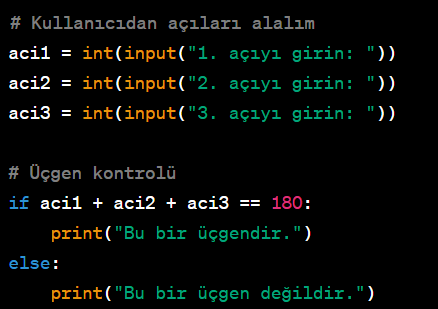 # Kullanıcıdan açıları alalım
aci1 = int(input("1. açıyı girin: "))
aci2 = int(input("2. açıyı girin: "))
aci3 = int(input("3. açıyı girin: "))

# Üçgen kontrolü
if aci1 + aci2 + aci3 == 180:
    print("Bu bir üçgendir.")
else:
    print("Bu bir üçgen değildir.")